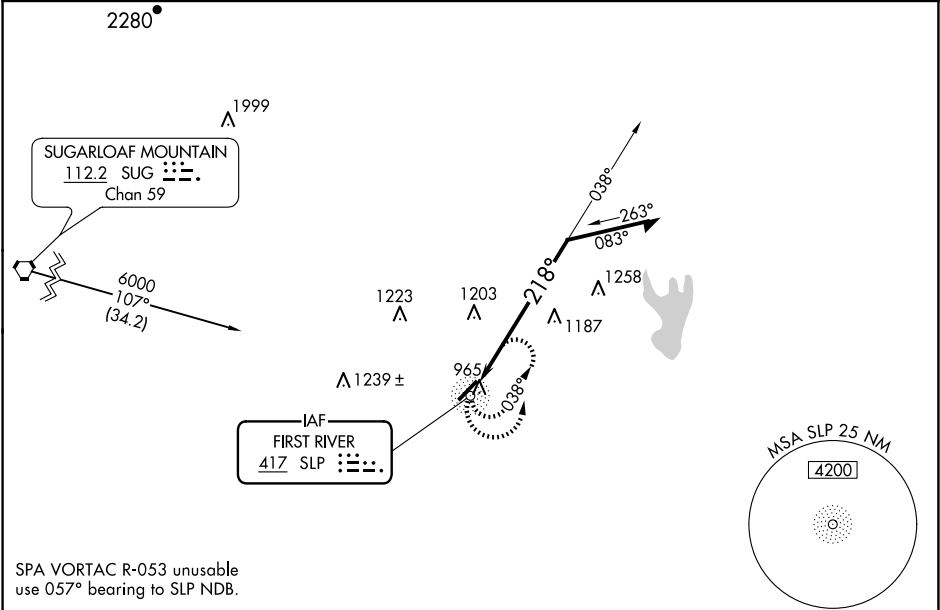 2280
1999
SUGARLOAF MOUNTAIN
112.2 SUG
Chan 59
6000
107°
(34.2)
038°
263°
083°
218°
1258
1223
1203
1187
965
1239 ±
038°
IAF
FIRST RIVER
417 SLP
MSA SLP 25 NM
4200
SPA VORTAC R-053 unusable
use 057° bearing to SLP NDB.